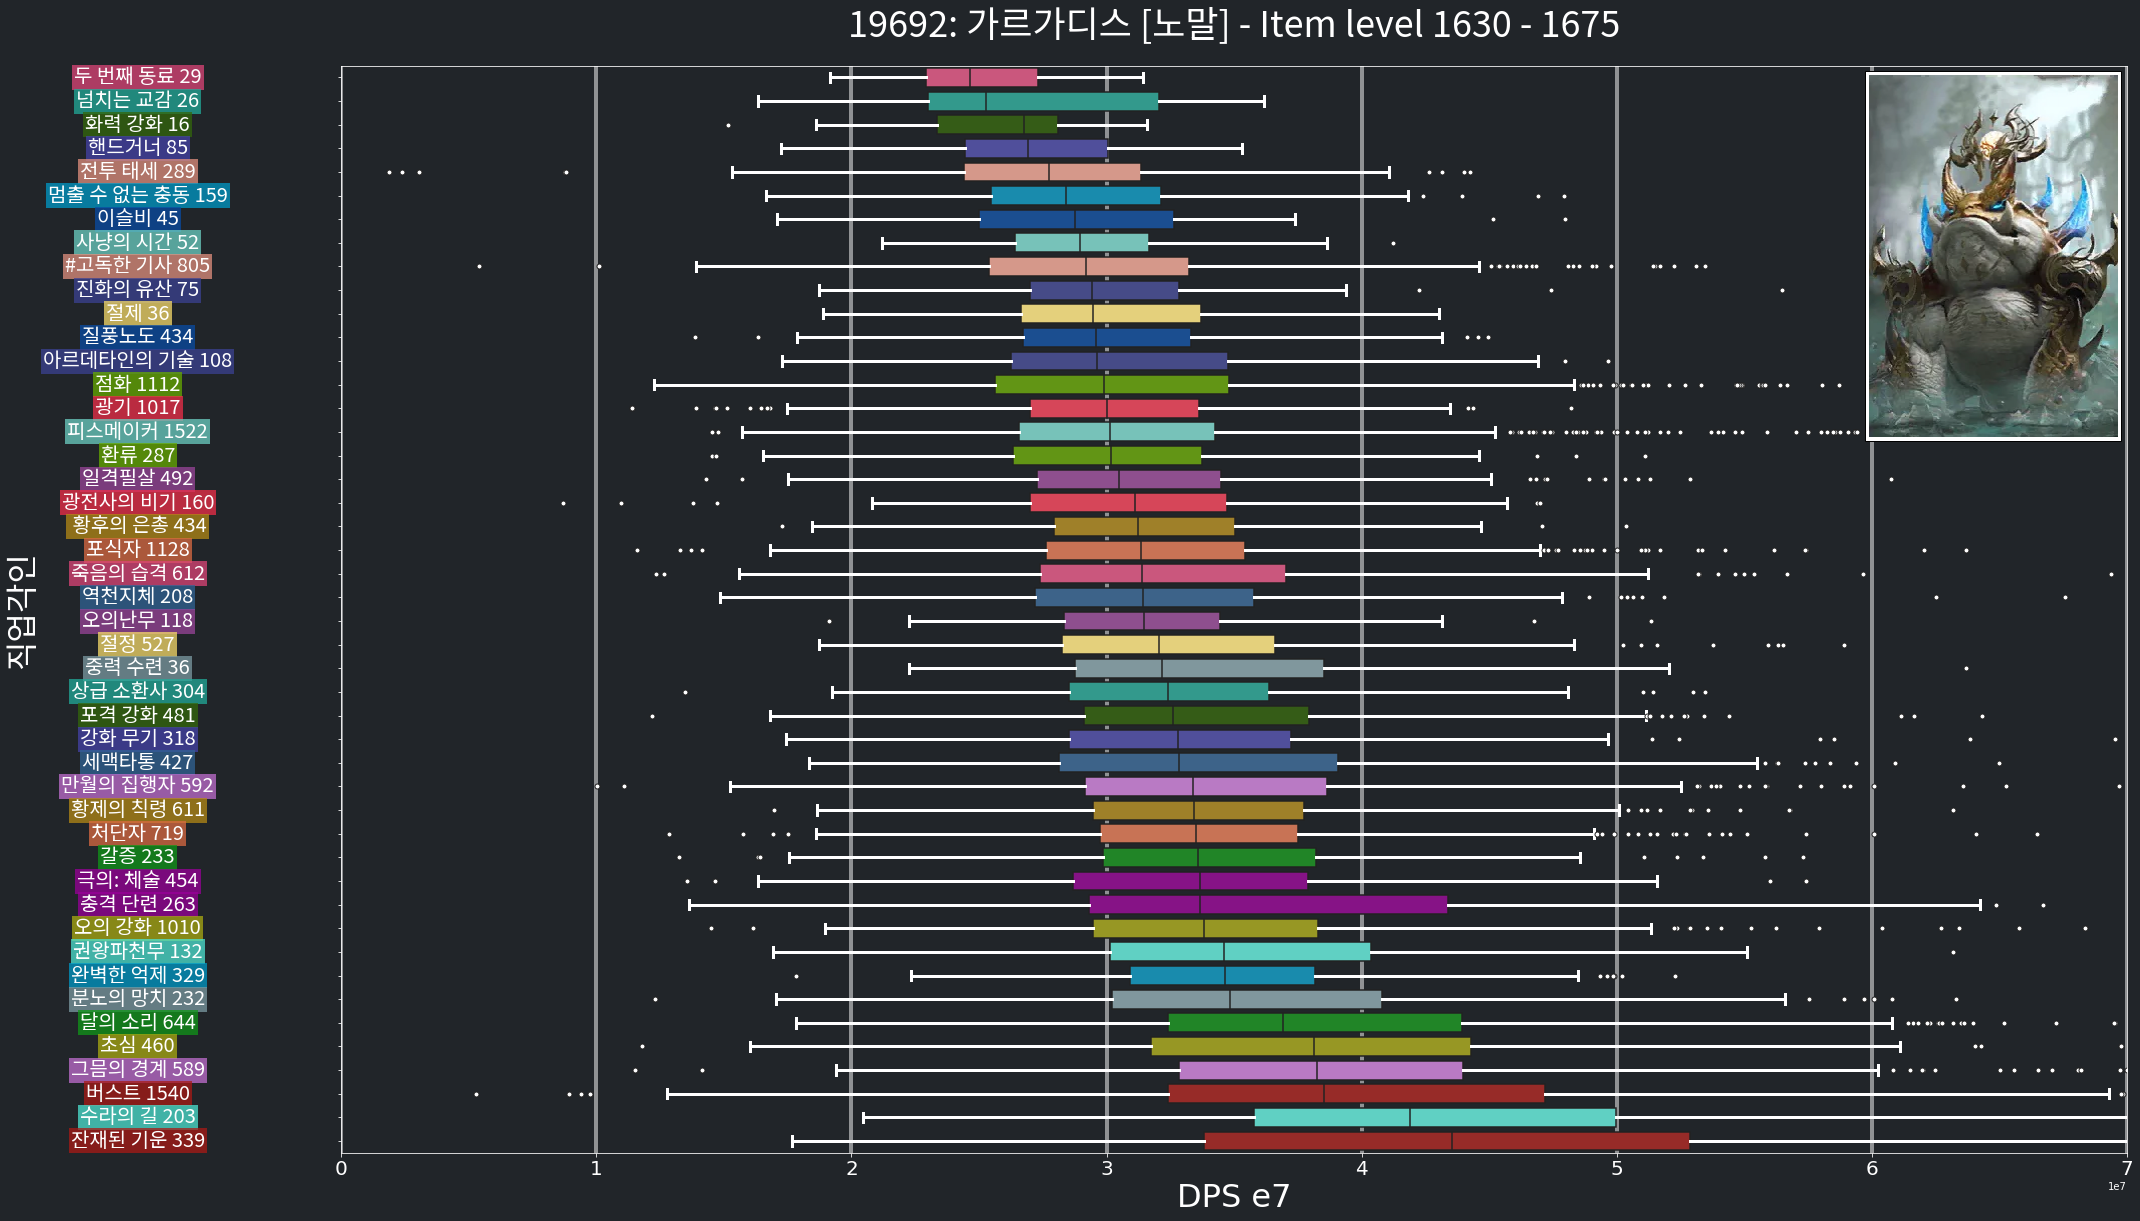 19692: 가르가디스 [노말] - Item level 1630 - 1675
두 번째 동료 29
넘치는 교감 26
화력 강화 16
핸드거너 85
전투 태세 289
멈출 수 없는 충동 159
이슬비 45
사냥의 시간 52
#고독한 기사 805
진화의 유산 75
절제 36
질풍노도 434
아르데타인의 기술 108
점화 1112
광기 1017
피스메이커 1522
환류 287
일격필살 492
광전사의 비기 160
황후의 은총 434
포식자 1128
죽음의 습격 612
역천지체 208
오의난무 118
절정 527
중력 수련 36
상급 소환사 304
포격 강화 481
강화 무기 318
세맥타통 427
만월의 집행자 592
황제의 칙령 611
처단자 719
갈증 233
극의: 체술 454
충격 단련 263
오의 강화 1010
권왕파천무 132
완벽한 억제 329
분노의 망치 232
달의 소리 644
초심 460
그믐의 경계 589
버스트 1540
수라의 길 203
잔재된 기운 339
직업각인
0 1 2 3 4 5 6 7
1e7
DPS e7